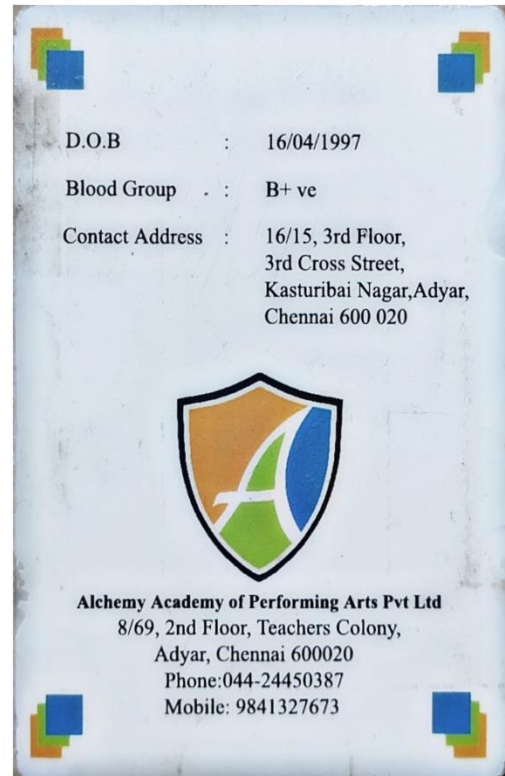 D.O.B : 16/04/1997
Blood Group : B+ ve
Contact Address : 16/15, 3rd Floor,
3rd Cross Street,
Kasturibai Nagar,Adyar,
Chennai 600 020
A
Alchemy Academy of Performing Arts Pvt Ltd
8/69, 2nd Floor, Teachers Colony,
Adyar, Chennai 600020
Phone:044-24450387
Mobile: 9841327673